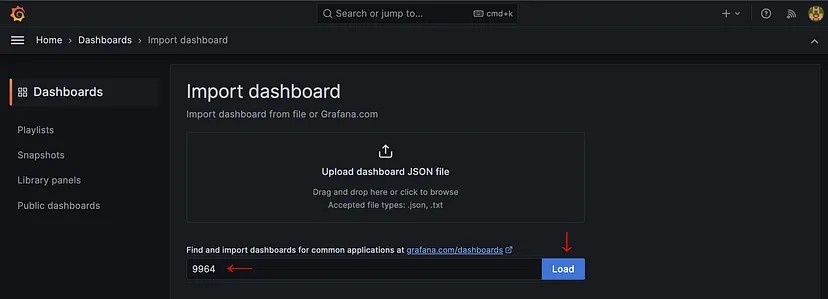 Search or jump to...
cmd+k
Home › Dashboards › Import dashboard
Dashboards
Playlists
Snapshots
Library panels
Public dashboards
Import dashboard
Import dashboard from file or Grafana.com
Upload dashboard JSON file
Drag and drop here or click to browse
Accepted file types: .json, .txt
Find and import dashboards for common applications at grafana.com/dashboards
9964
Load